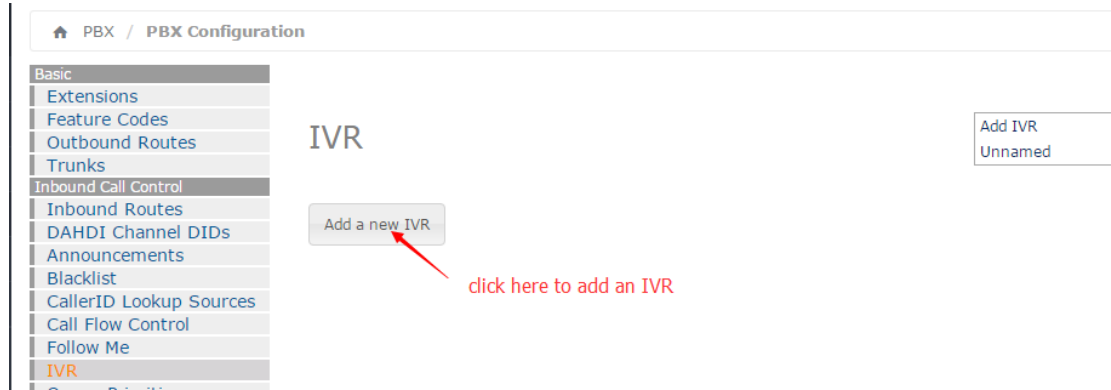 PBX / PBX Configuration
Basic
Extensions
Feature Codes
Outbound Routes
Trunks
Inbound Call Control
Inbound Routes
DAHDI Channel DIDs
Announcements
Blacklist
CallerID Lookup Sources
Call Flow Control
Follow Me
IVR
IVR
Add a new IVR
click here to add an IVR
Add IVR
Unnamed